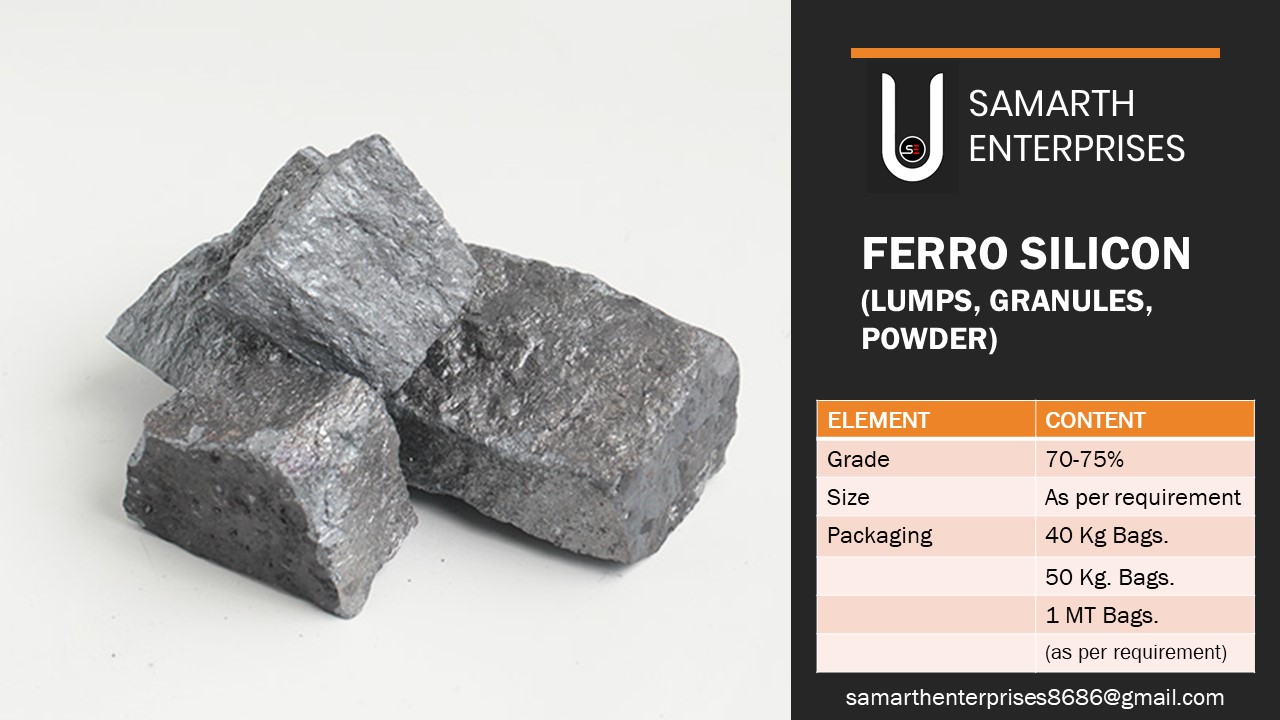 SAMARTH
ENTERPRISES
SE
FERRO SILICON
(LUMPS, GRANULES,
POWDER)
ELEMENT CONTENT
Grade 70-75%
Size As per requirement
Packaging 40 Kg Bags.
50 Kg. Bags.
1 MT Bags.
(as per requirement)
samarthenterprises8686@gmail.com